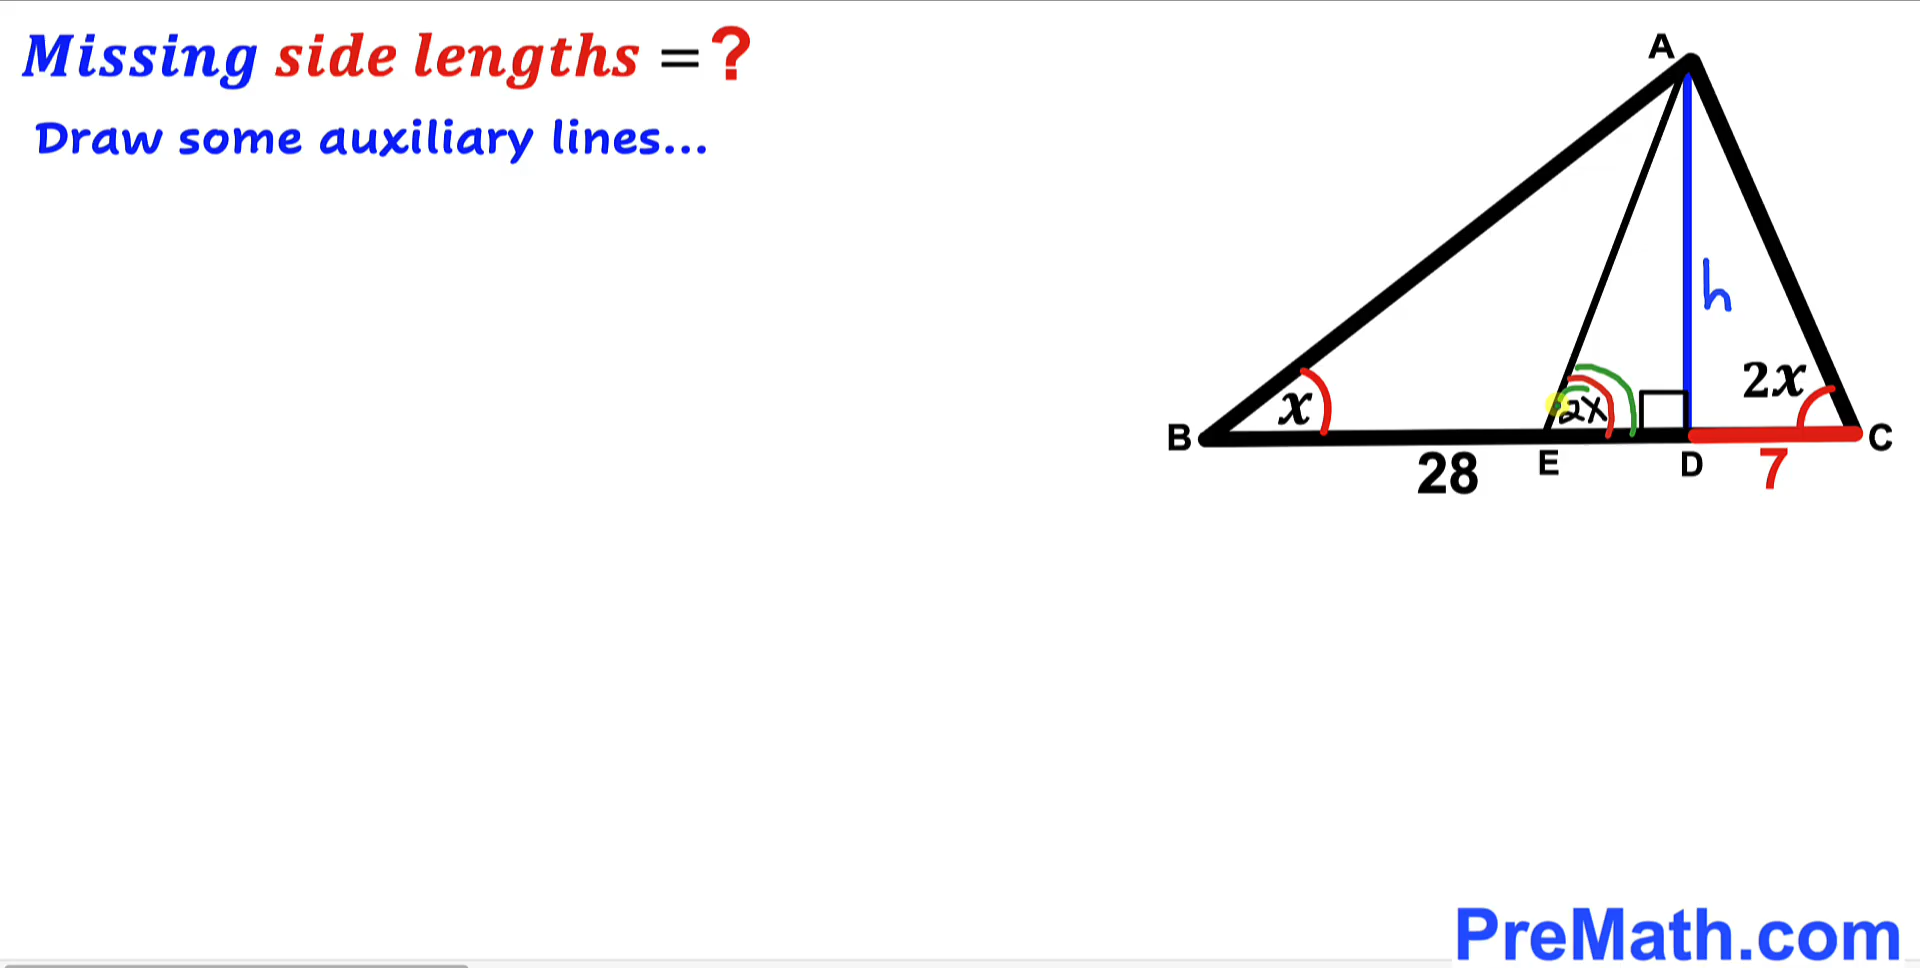 Missing side lengths = ?
Draw some auxiliary lines...
A
h
2x
x
2x
B
C
28
E
D
7
PreMath.com